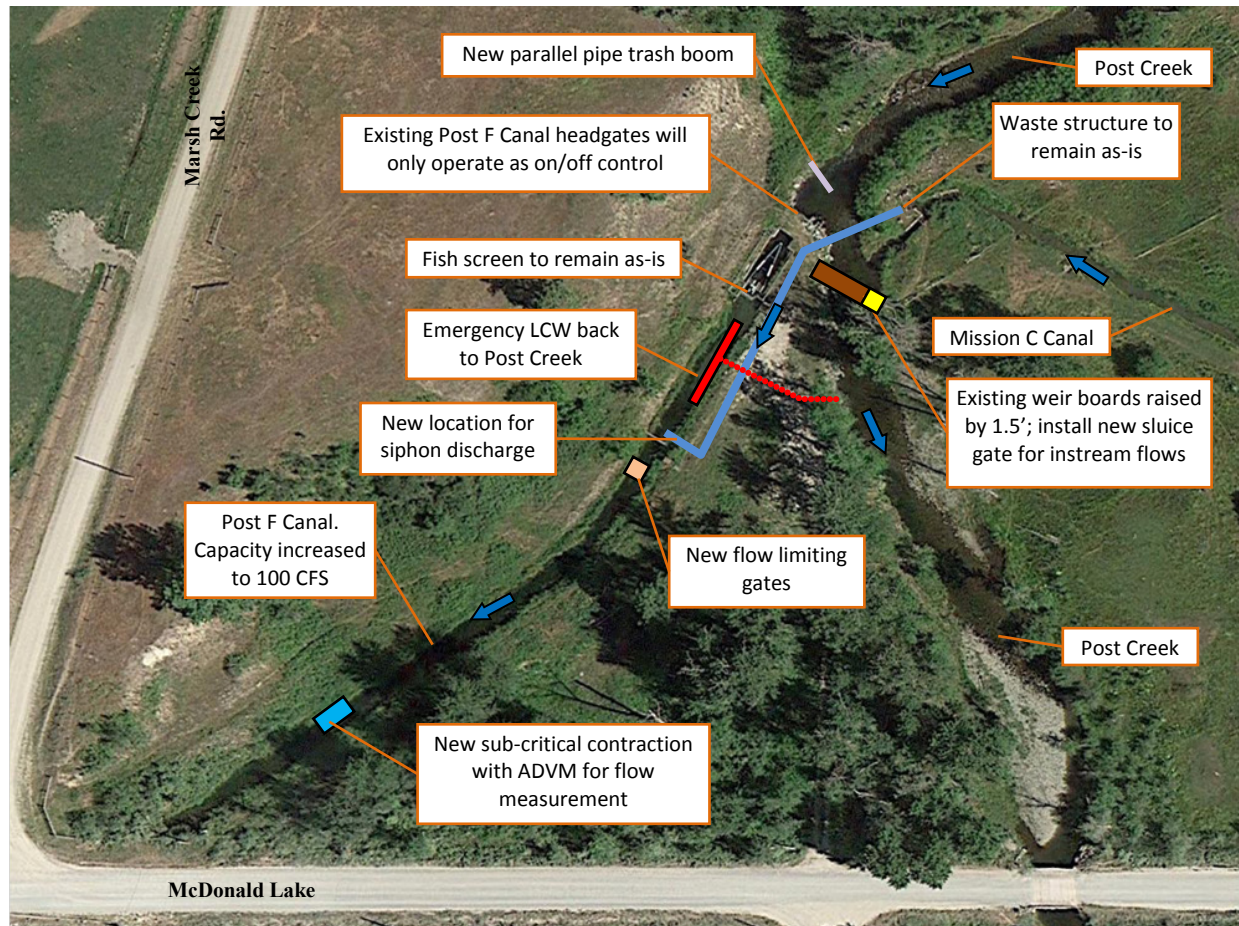 New parallel pipe trash boom
Post Creek
Marsh Creek
Rd.
Existing Post F Canal headgates will
only operate as on/off control
Waste structure to
remain as-is
Fish screen to remain as-is
Emergency LCW back
to Post Creek
Mission C Canal
Existing weir boards raised
by 1.5’; install new sluice
gate for instream flows
New location for
siphon discharge
Post F Canal.
Capacity increased
to 100 CFS
New flow limiting
gates
Post Creek
New sub-critical contraction
with ADVM for flow
measurement
McDonald Lake